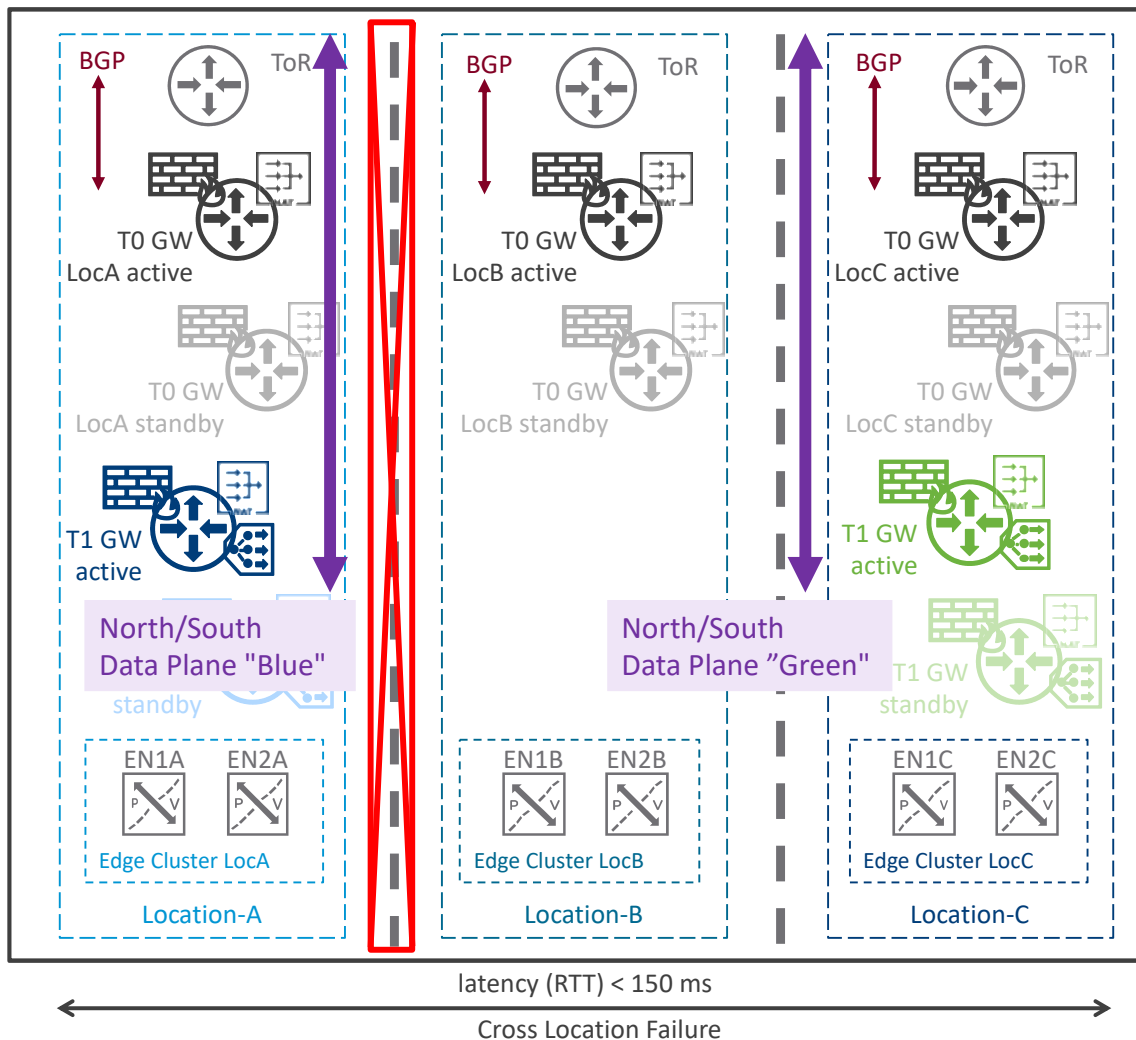 BGP
ToR
T0 GW
LocA active
T0 GW
LocA standby
T1 GW
active
North/South
Data Plane "Blue"
standby
EN1A
EN2A
P
V
P
V
Edge Cluster LocA
Location-A
BGP
ToR
T0 GW
LocB active
T0 GW
LocB standby
EN1B
EN2B
P
V
P
V
Edge Cluster LocB
Location-B
BGP
ToR
T0 GW
LocC active
T0 GW
LocC standby
T1 GW
active
North/South
Data Plane ”Green"
T1 GW
standby
EN1C
EN2C
P
V
P
V
Edge Cluster LocC
Location-C
latency (RTT) < 150 ms
Cross Location Failure